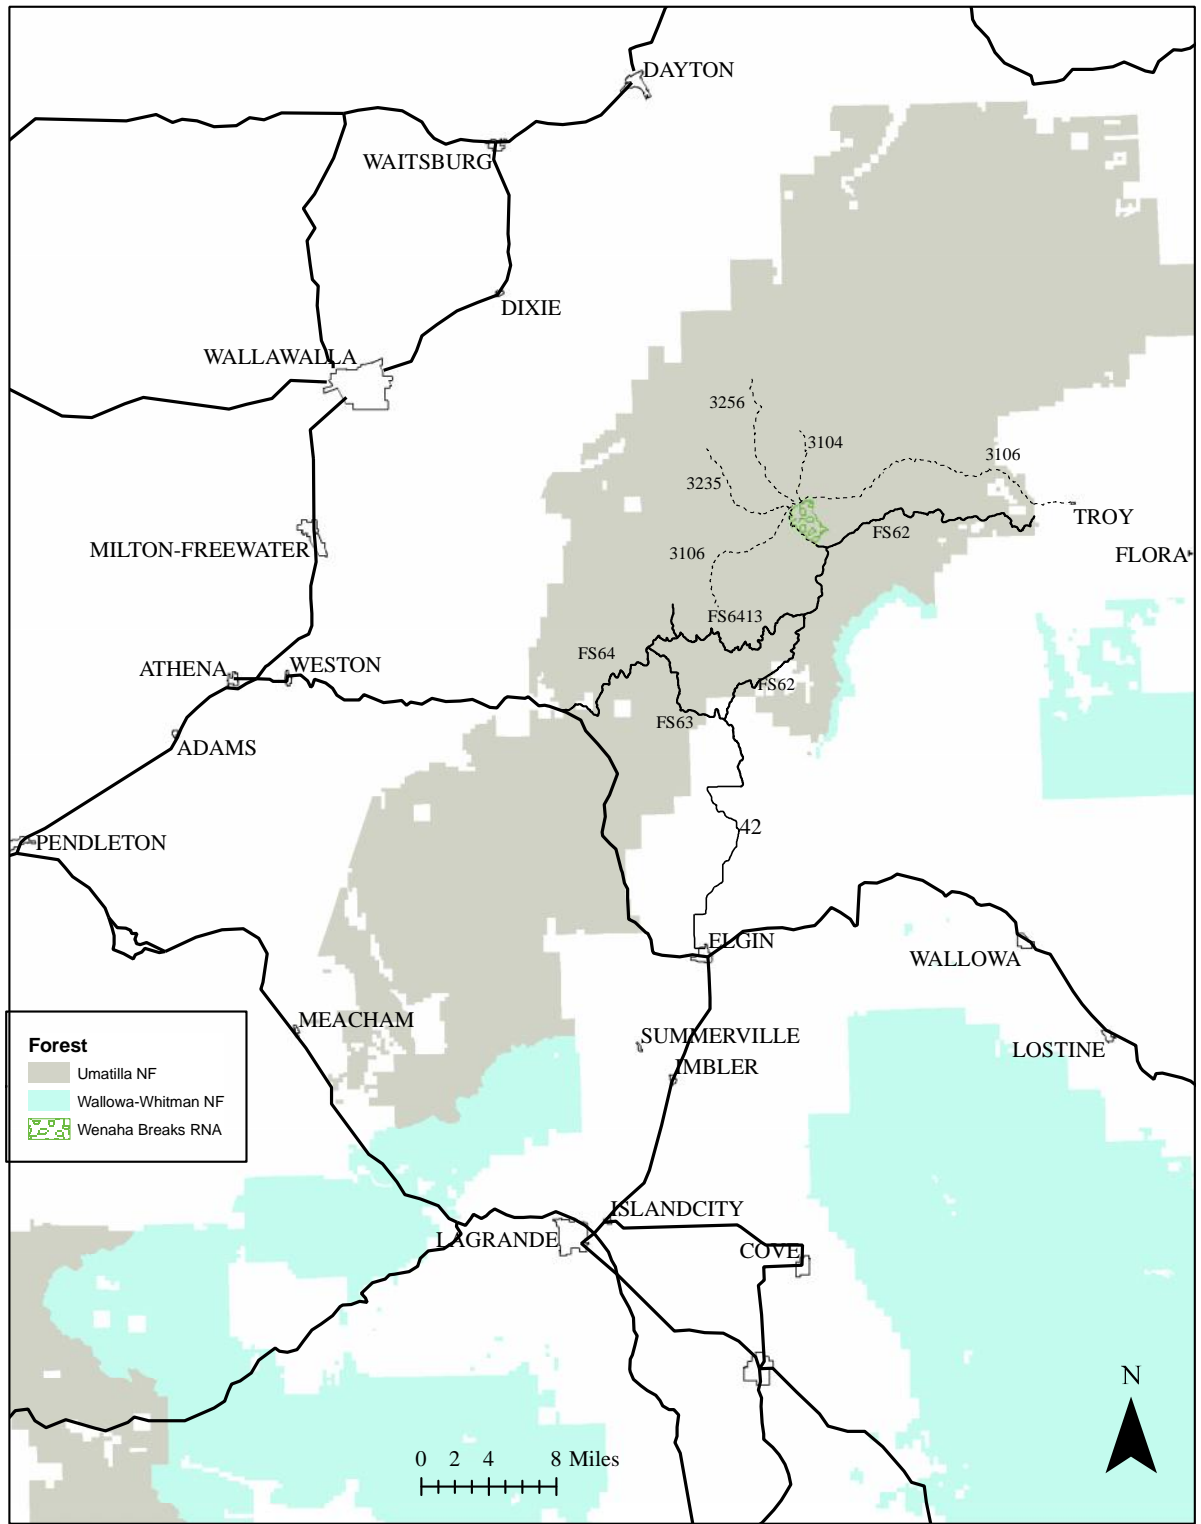 DAYTON
WAITSBURG
DIXIE
WALLAWALLA
3256
3104
3106
3235
TROY
FS62
MILTON-FREEWATER
3106
FLORA
FS6413
FS64
ATHENA
WESTON
FS62
FS63
ADAMS
42
PENDLETON
ELGIN
WALLOWA
MEACHAM
SUMMERVILLE
LOSTINE
IMBLER
Forest
Umatilla NF
Wallowa-Whitman NF
Wenaha Breaks RNA
ISLANDCITY
LAGRANDE
COVE
N
0 2 4 8 Miles